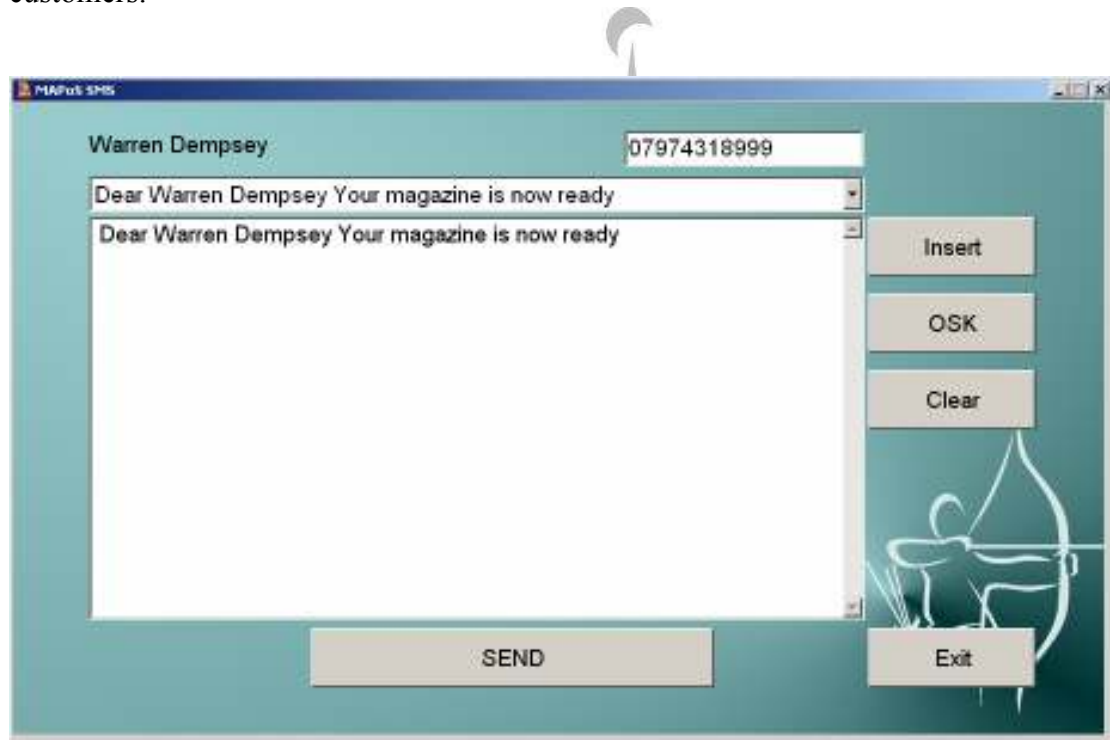 customers.
MAPoS SMS
Warren Dempsey 07974318999
Dear Warren Dempsey Your magazine is now ready
Dear Warren Dempsey Your magazine is now ready
Insert
OSK
Clear
SEND Exit